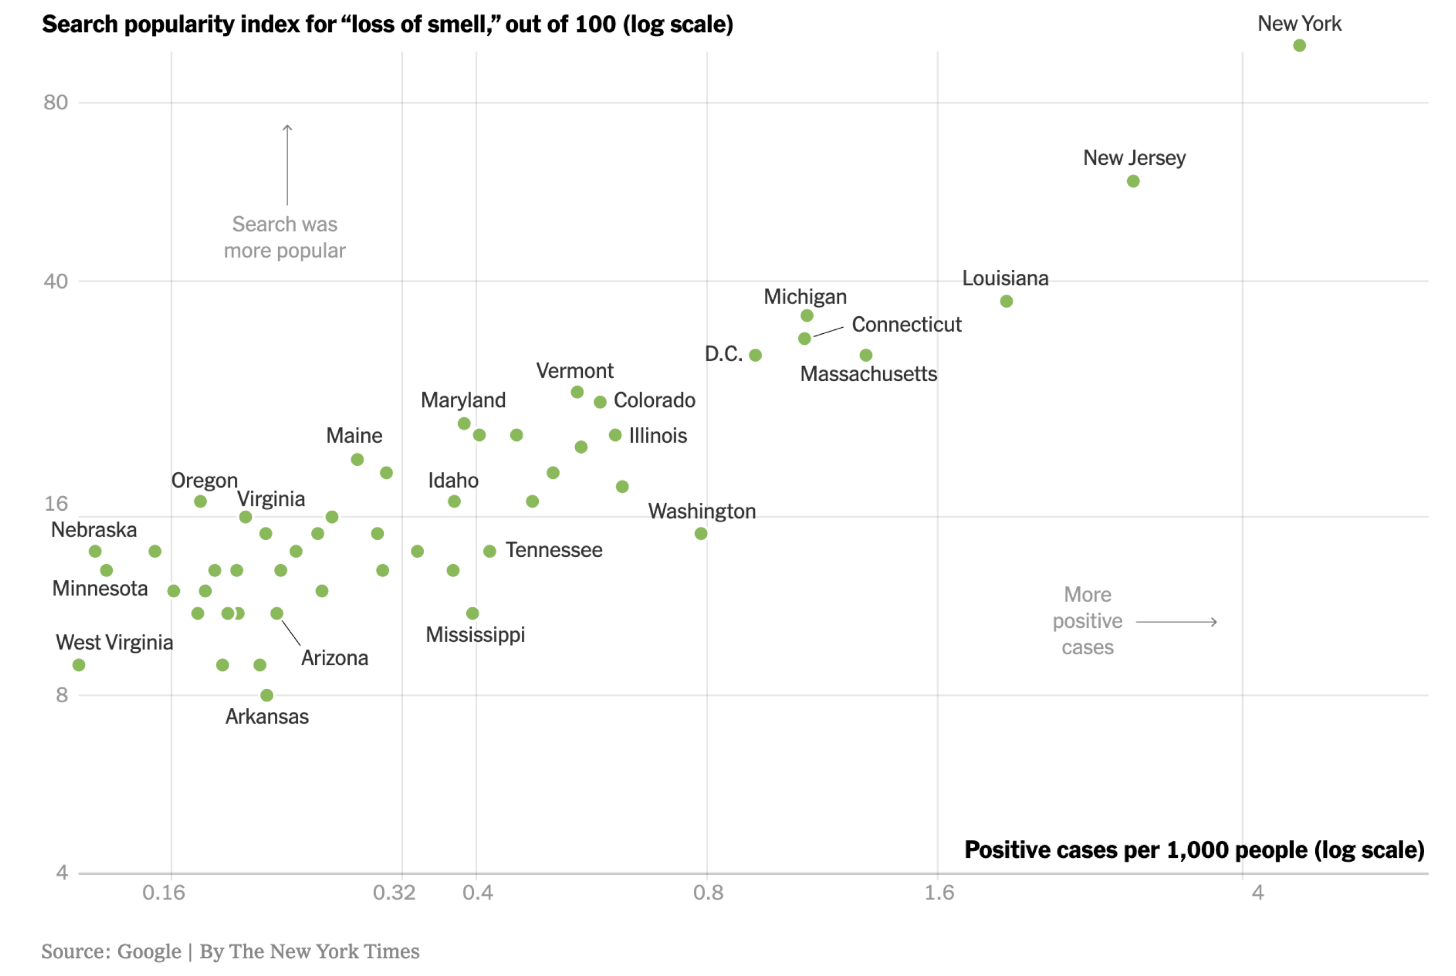 Search popularity index for “loss of smell,” out of 100 (log scale)
New York
80
New Jersey
Search was
more popular
40
Louisiana
Michigan
Connecticut
D.C.
Massachusetts
Vermont
Maryland
Colorado
Maine
Illinois
Oregon
Idaho
Virginia
16
Washington
Nebraska
Tennessee
Minnesota
More
positive
cases
Mississippi
West Virginia
Arizona
8
Arkansas
Positive cases per 1,000 people (log scale)
4
0.16 0.32 0.4 0.8 1.6 4
Source: Google | By The New York Times